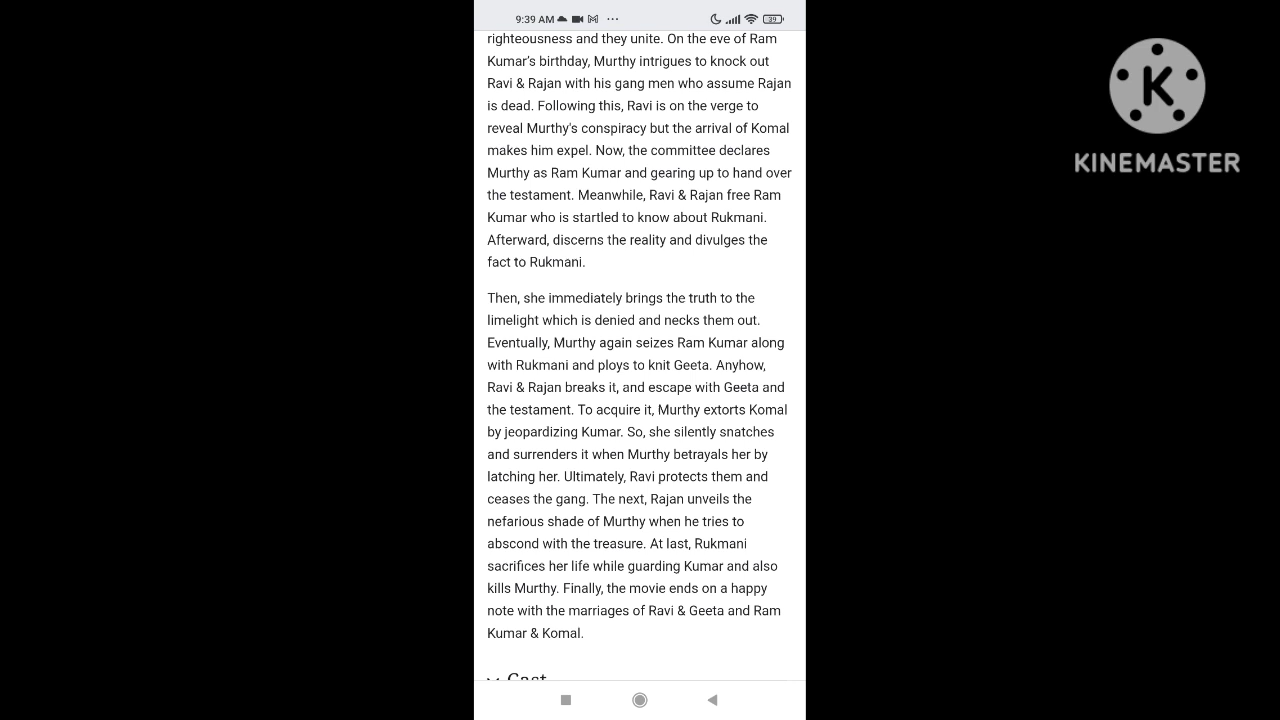 9:39 AM
39
righteousness and they unite. On the eve of Ram
Kumar's birthday, Murthy intrigues to knock out
Ravi & Rajan with his gang men who assume Rajan
is dead. Following this, Ravi is on the verge to
reveal Murthy's conspiracy but the arrival of Komal
makes him expel. Now, the committee declares
Murthy as Ram Kumar and gearing up to hand over
the testament. Meanwhile, Ravi & Rajan free Ram
Kumar who is startled to know about Rukmani.
Afterward, discerns the reality and divulges the
fact to Rukmani.
Then, she immediately brings the truth to the
limelight which is denied and necks them out.
Eventually, Murthy again seizes Ram Kumar along
with Rukmani and ploys to knit Geeta. Anyhow,
Ravi & Rajan breaks it, and escape with Geeta and
the testament. To acquire it, Murthy extorts Komal
by jeopardizing Kumar. So, she silently snatches
and surrenders it when Murthy betrayals her by
latching her. Ultimately, Ravi protects them and
ceases the gang. The next, Rajan unveils the
nefarious shade of Murthy when he tries to
abscond with the treasure. At last, Rukmani
sacrifices her life while guarding Kumar and also
kills Murthy. Finally, the movie ends on a happy
note with the marriages of Ravi & Geeta and Ram
Kumar & Komal.
Cast
K
KINEMASTER